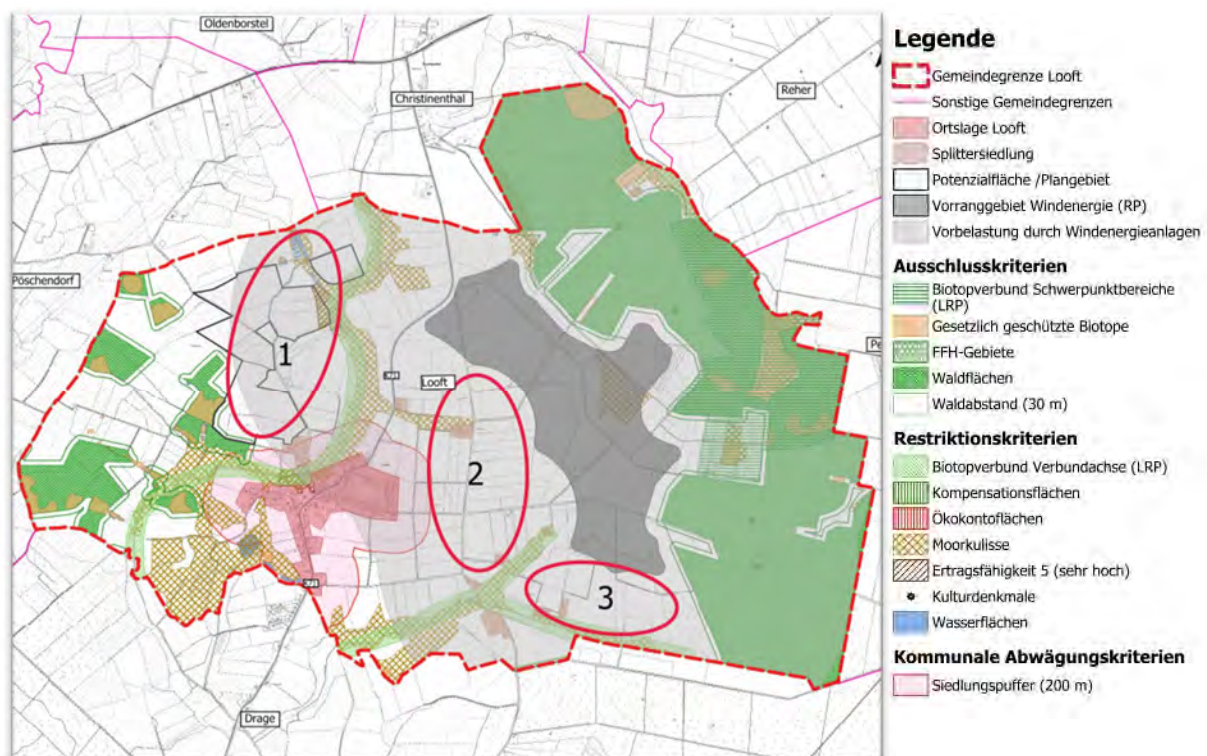 Oldenborstel
Christinenthal
Reher
Pöschendorf
K71
Looft
1
2
3
K71
Drage
Legende
Gemeindegrenze Looft
Sonstige Gemeindegrenzen
Ortslage Looft
Splittersiedlung
Potenzialfläche /Plangebiet
Vorranggebiet Windenergie (RP)
Vorbelastung durch Windenergieanlagen
Ausschlusskriterien
Biotopverbund Schwerpunktbereiche
(LRP)
Gesetzlich geschützte Biotope
FFH-Gebiete
Waldflächen
Waldabstand (30 m)
Restriktionskriterien
Biotopverbund Verbundachse (LRP)
Kompensationsflächen
Ökokontoflächen
Moorkulisse
Ertragsfähigkeit 5 (sehr hoch)
Kulturdenkmale
Wasserflächen
Kommunale Abwägungskriterien
Siedlungspuffer (200 m)